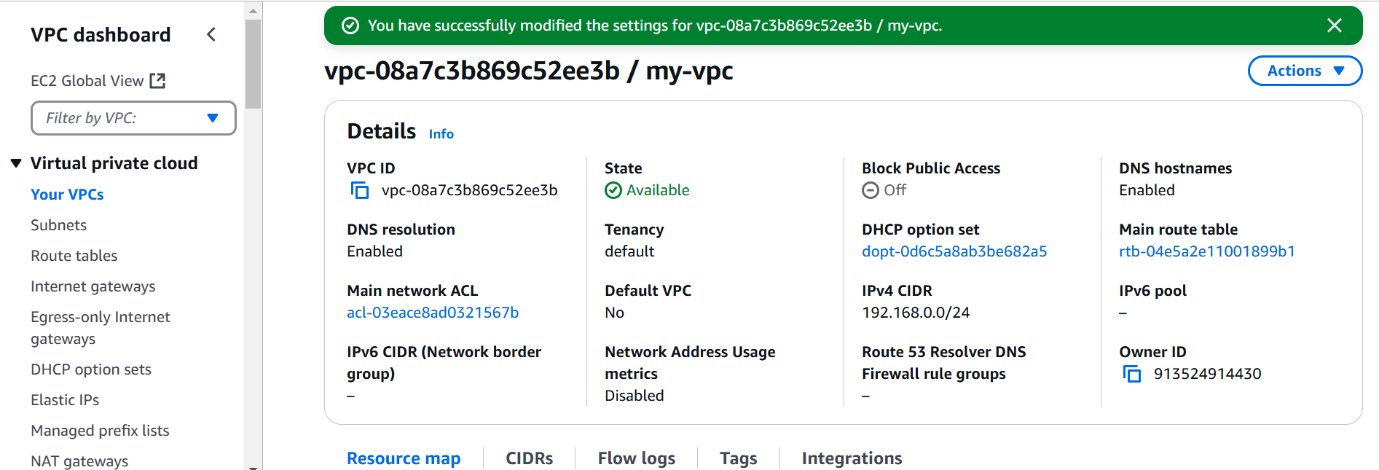 VPC dashboard
EC2 Global View
Filter by VPC:
Virtual private cloud
Your VPCs
Subnets
Route tables
Internet gateways
Egress-only Internet
gateways
DHCP option sets
Elastic IPs
Managed prefix lists
NAT gateways
You have successfully modified the settings for vpc-08a7c3b869c52ee3b / my-vpc.
vpc-08a7c3b869c52ee3b / my-vpc
Actions
Details Info
VPC ID
vpc-08a7c3b869c52ee3b
State
Available
Block Public Access
Off
DNS hostnames
Enabled
DNS resolution
Enabled
Tenancy
default
DHCP option set
dopt-0d6c5a8ab3be682a5
Main route table
rtb-04e5a2e11001899b1
Main network ACL
acl-03eace8ad0321567b
Default VPC
No
IPv4 CIDR
192.168.0.0/24
IPv6 pool
–
IPv6 CIDR (Network border
group)
–
Network Address Usage
metrics
Disabled
Route 53 Resolver DNS
Firewall rule groups
–
Owner ID
913524914430
Resource map
CIDRs
Flow logs
Tags
Integrations